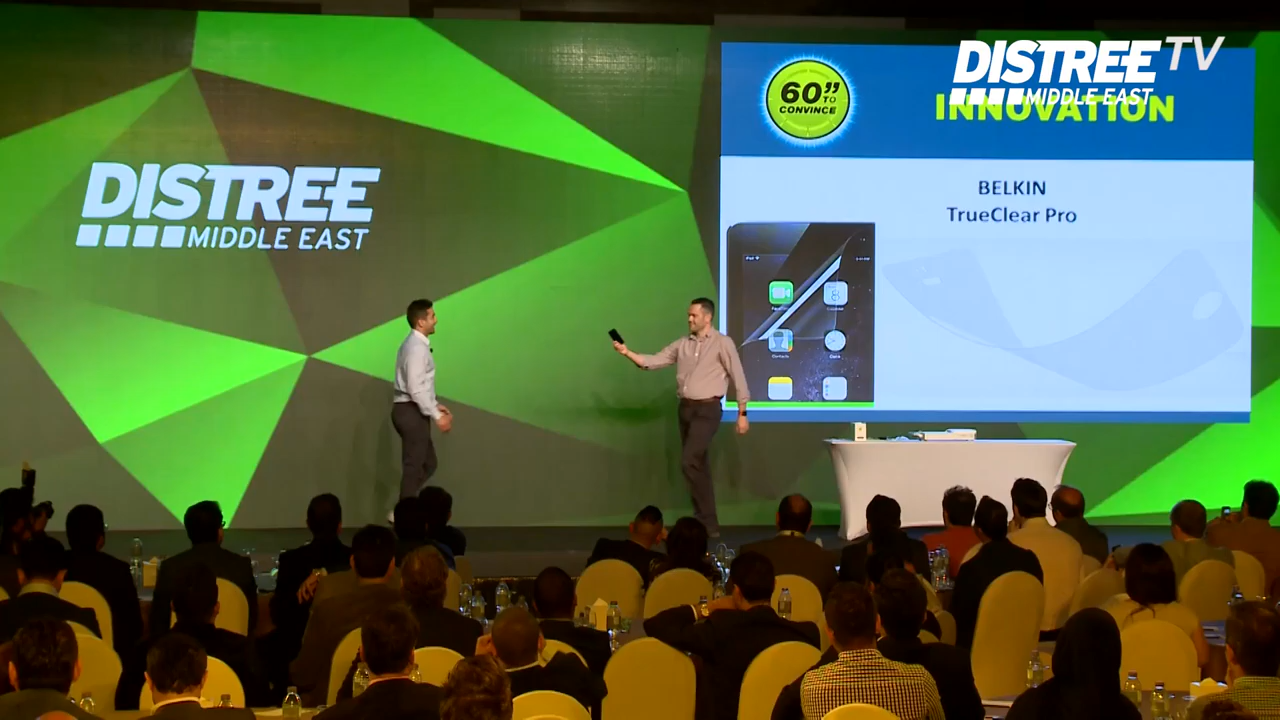 DISTREE TV
MIDDLE EAST
60” TO
CONVINCE
INNOVATION
BELKIN
TrueClear Pro
DISTREE
MIDDLE EAST